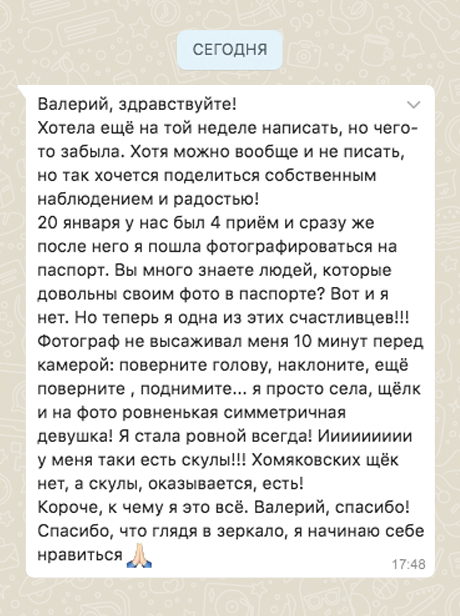 СЕГОДНЯ
Валерий, здравствуйте!
Хотела ещё на той неделе написать, но чего-
то забыла. Хотя можно вообще и не писать,
но так хочется поделиться собственным
наблюдением и радостью!
20 января у нас был 4 приём и сразу же
после него я пошла фотографироваться на
паспорт. Вы много знаете людей, которые
довольны своим фото в паспорте? Вот и я
нет. Но теперь я одна из этих счастливцев!!!
Фотограф не высаживал меня 10 минут перед
камерой: поверните голову, наклоните, ещё
поверните , поднимите... я просто села, щёлк
и на фото ровненькая симметричная
девушка! Я стала ровной всегда! Иииииииии
у меня таки есть скулы!!! Хомяковских щёк
нет, а скулы, оказывается, есть!
Короче, к чему я это всё. Валерий, спасибо!
Спасибо, что глядя в зеркало, я начинаю себе
нравиться 🙏🏻
17:48